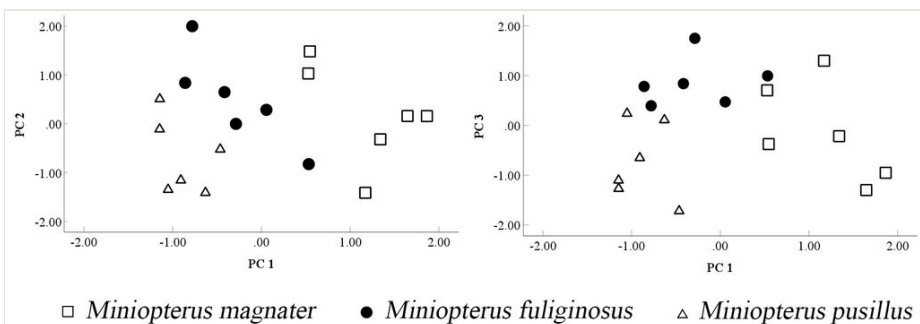 2.00
1.00
.00
-1.00
-2.00
PC 2
-2.00 -1.00 .00 1.00 2.00
PC 1
2.00
1.00
.00
-1.00
-2.00
PC 3
-2.00 -1.00 .00 1.00 2.00
PC 1
Miniopterus magnater Miniopterus fuliginosus Miniopterus pusillus